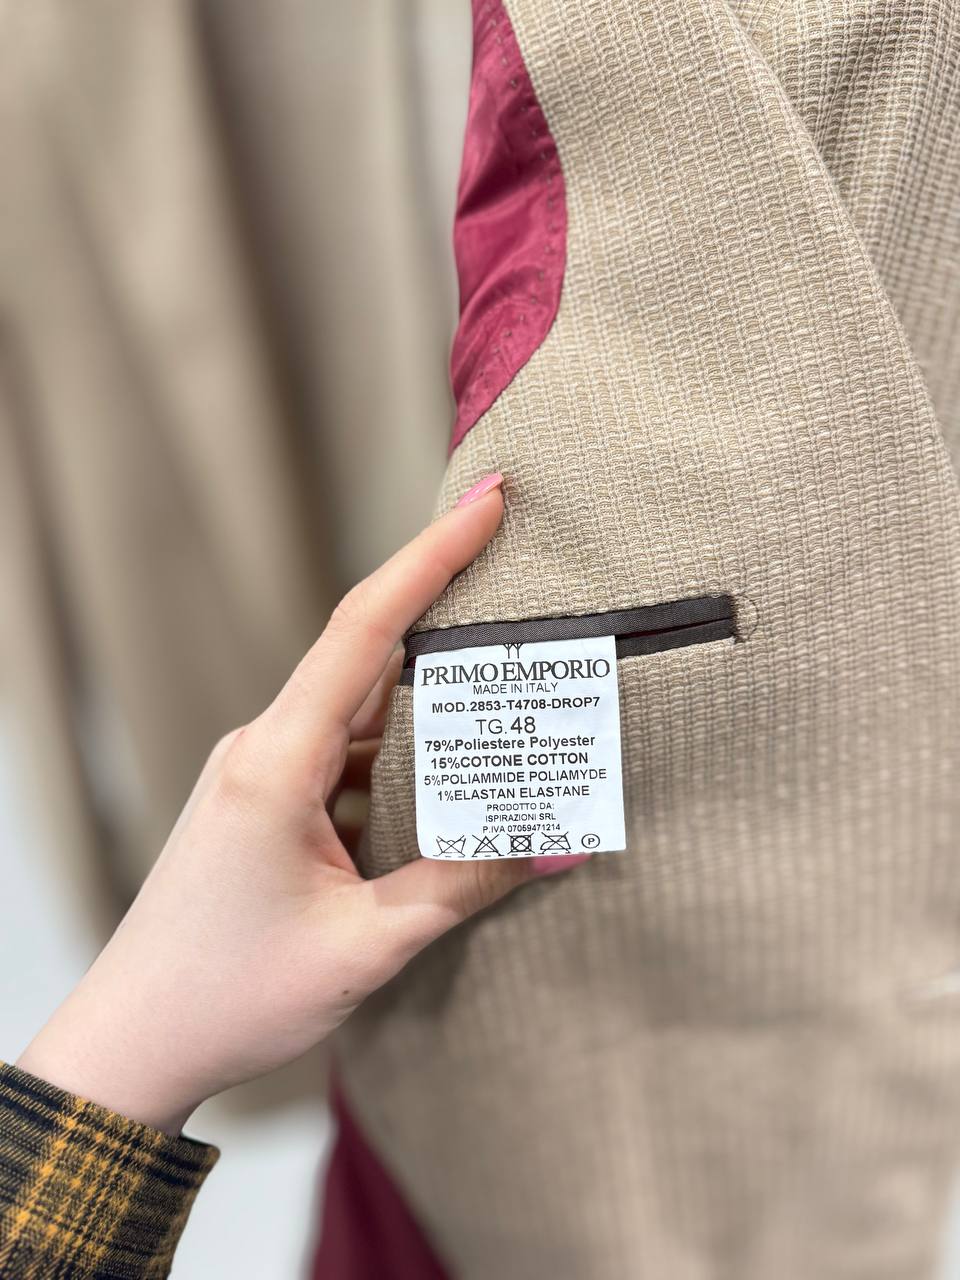 PRIMO EMPORIO
MADE IN ITALY
MOD.2853-T4708-DROP7
TG.48
79%Poliestere Polyester
15%COTONE COTTON
5%POLIAMMIDE POLIAMYDE
1%ELASTAN ELASTANE
PRODOTTO DA:
ISPIRAZIONI SRL
P.IVA 07059471214
P